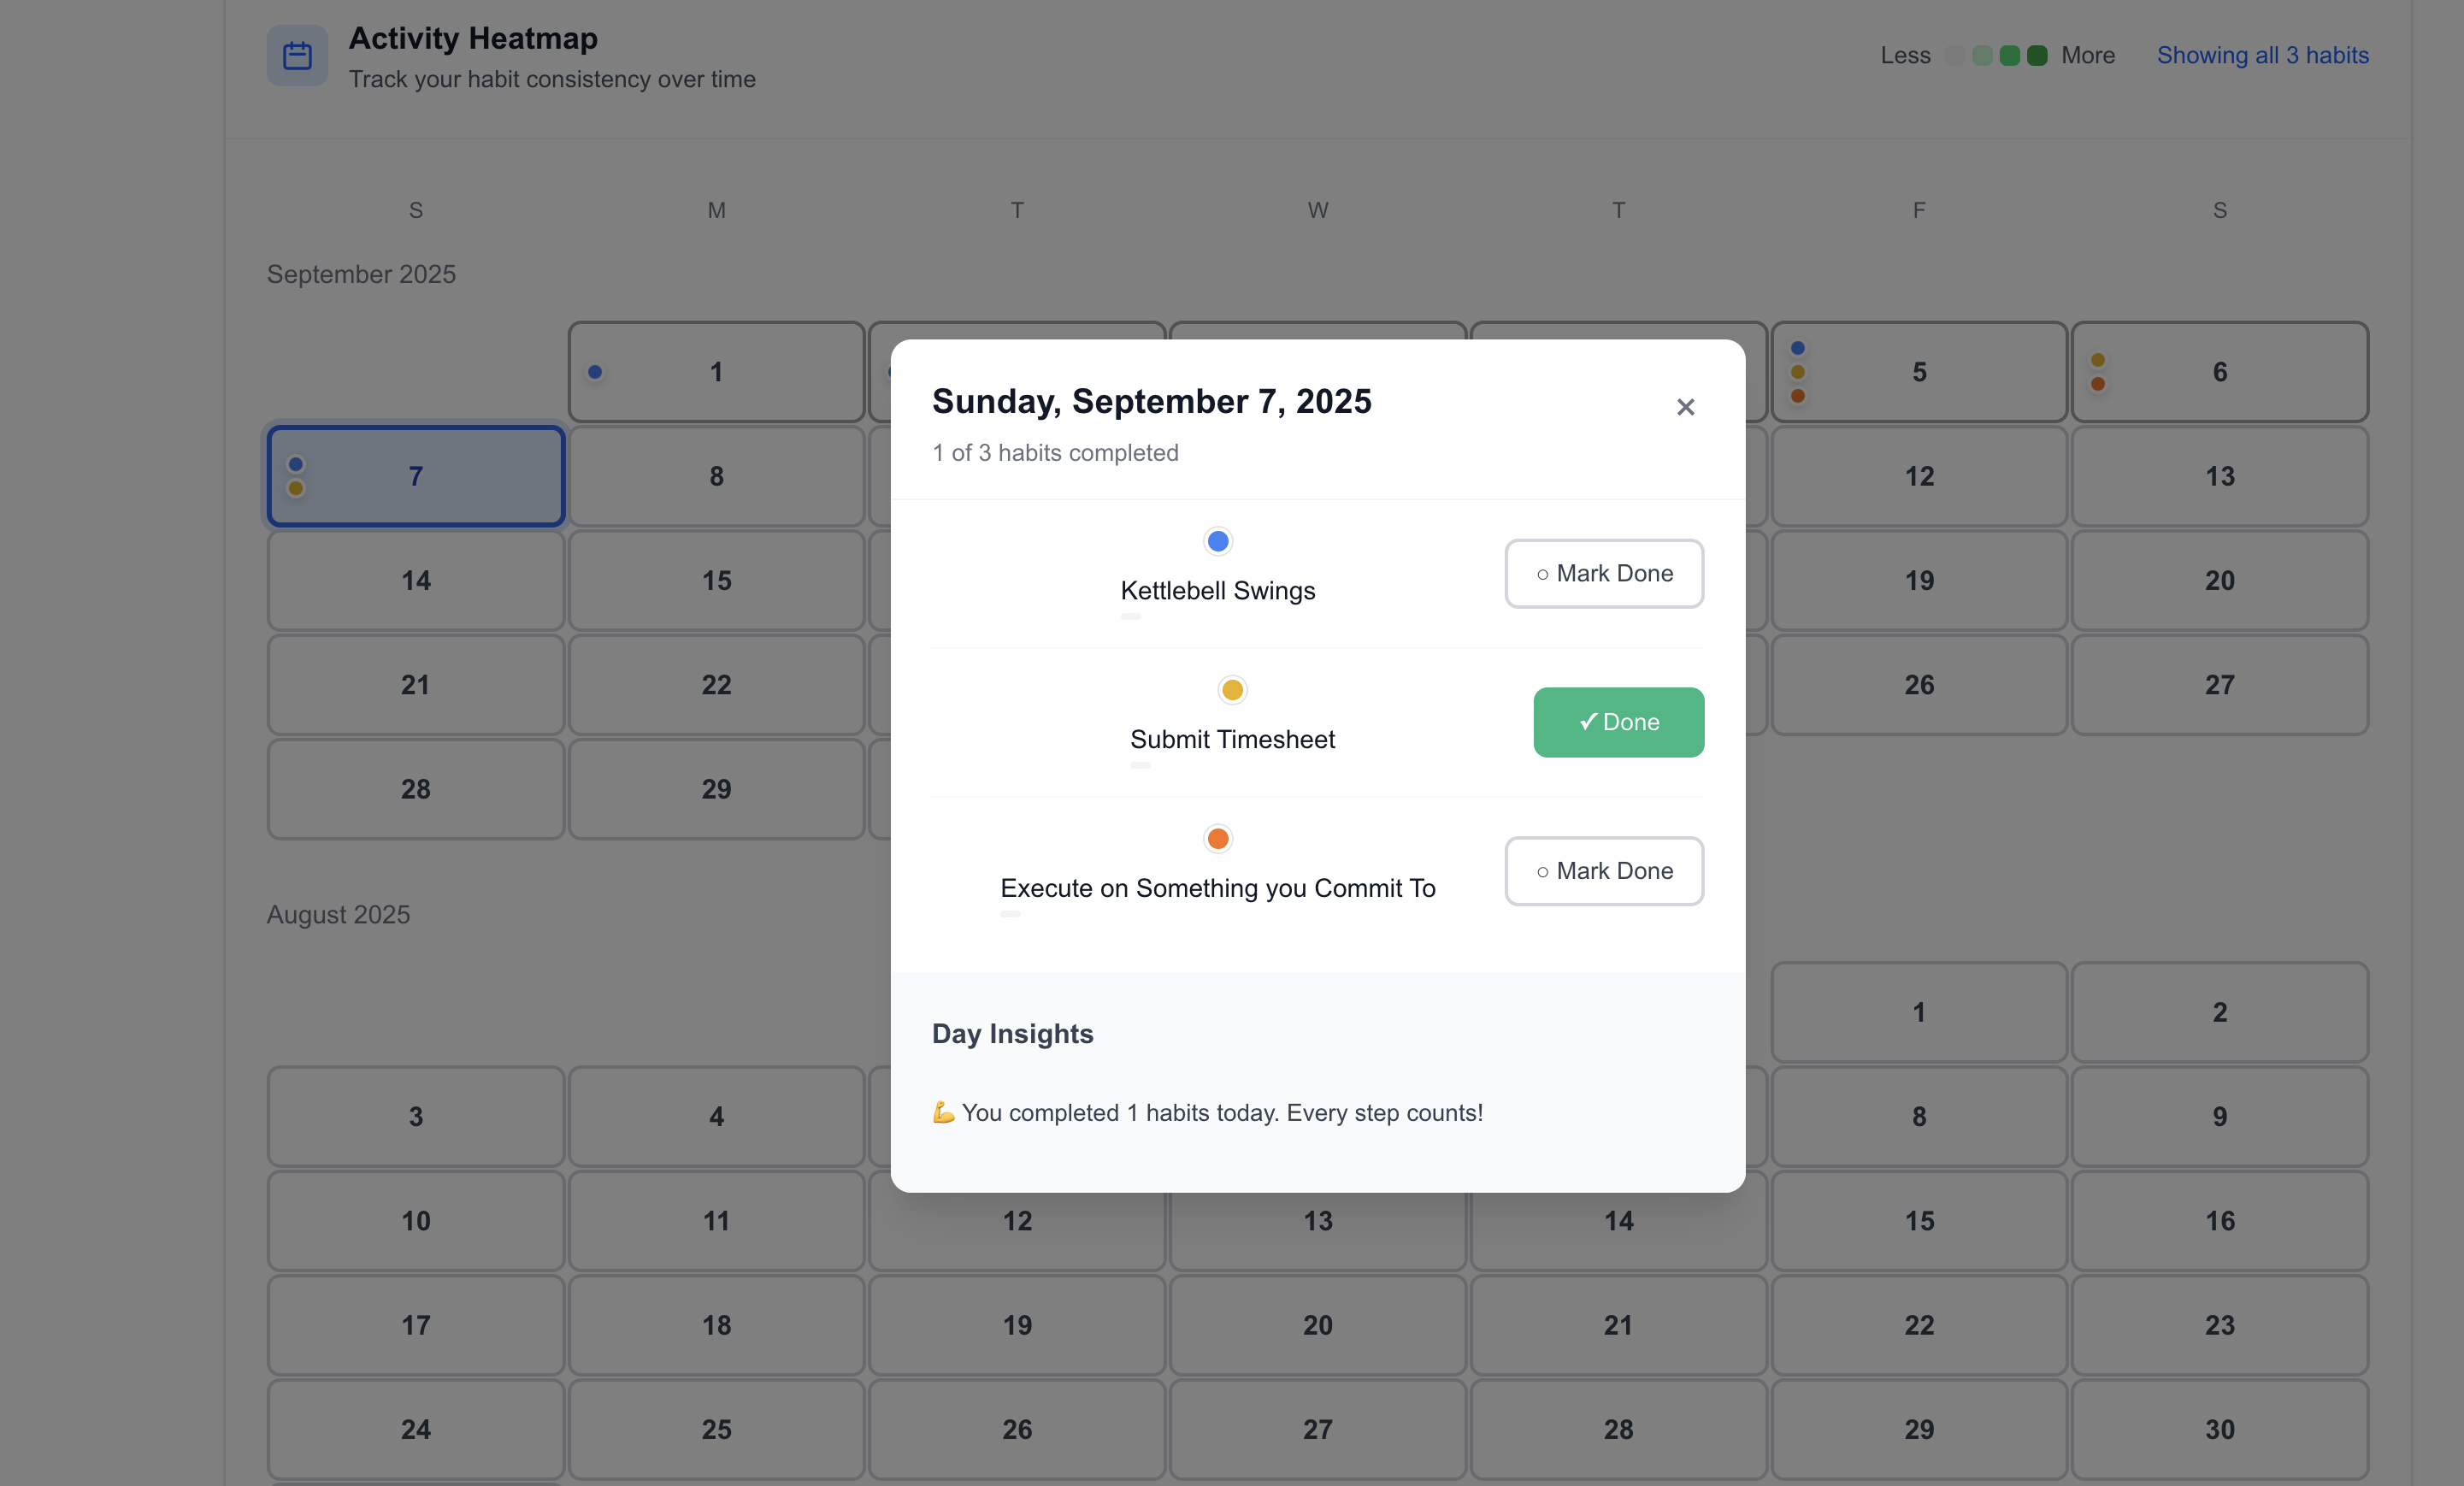 Activity Heatmap
Track your habit consistency over time
Less More Showing all 3 habits
S M T W T F S
September 2025
1 5 6
7 8 12 13
14 15 19 20
21 22 26 27
28 29
Sunday, September 7, 2025
×
1 of 3 habits completed
Kettlebell Swings
○ Mark Done
Submit Timesheet
✓ Done
Execute on Something you Commit To
○ Mark Done
Day Insights
💪 You completed 1 habits today. Every step counts!
August 2025
1 2
3 4 8 9
10 11 12 13 14 15 16
17 18 19 20 21 22 23
24 25 26 27 28 29 30